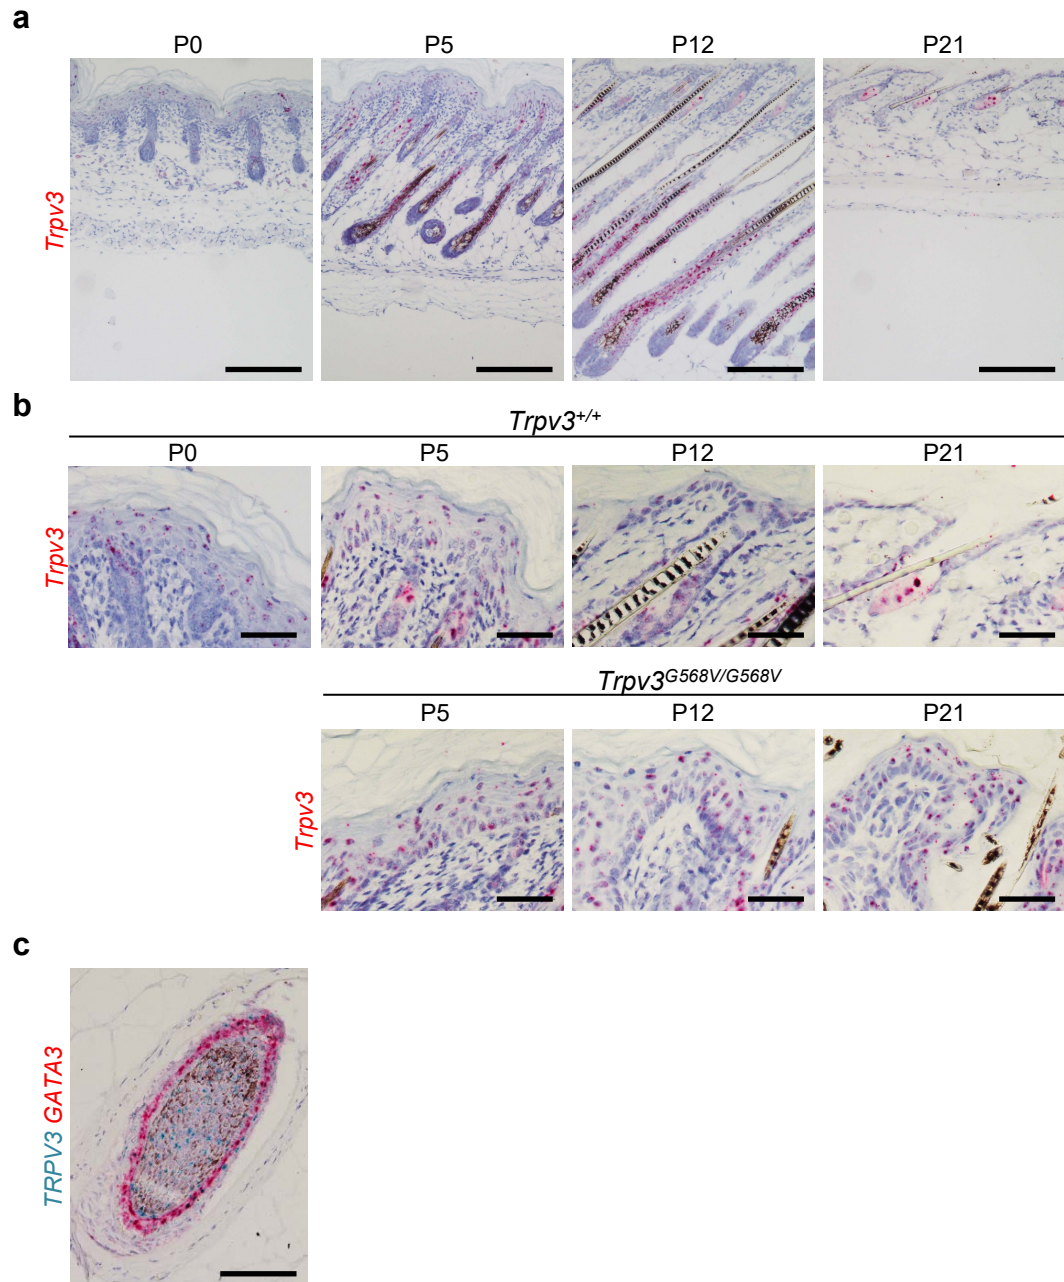 a
P0 P5 P12 P21
Trpv3
b
Trpv3+/+
P0 P5 P12 P21
Trpv3
Trpv3G568V/G568V
P5 P12 P21
Trpv3
c
TRPV3 GATA3